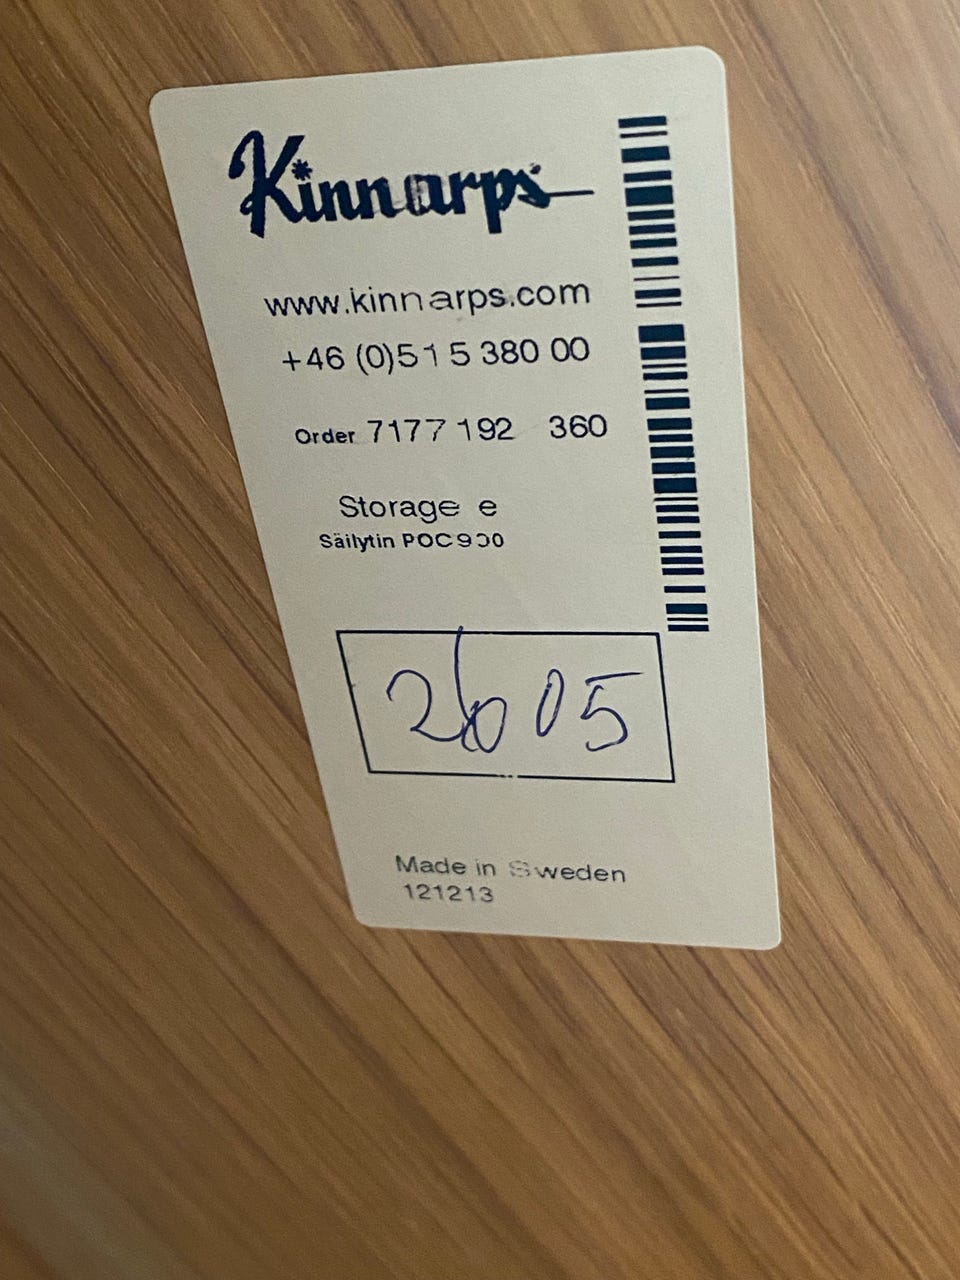 Kinnarps
www.kinnarps.com
+46 (0)515 380 00
Order 7177 192 360
Storage e
Säilytin POC900
2605
Made in Sweden
121213